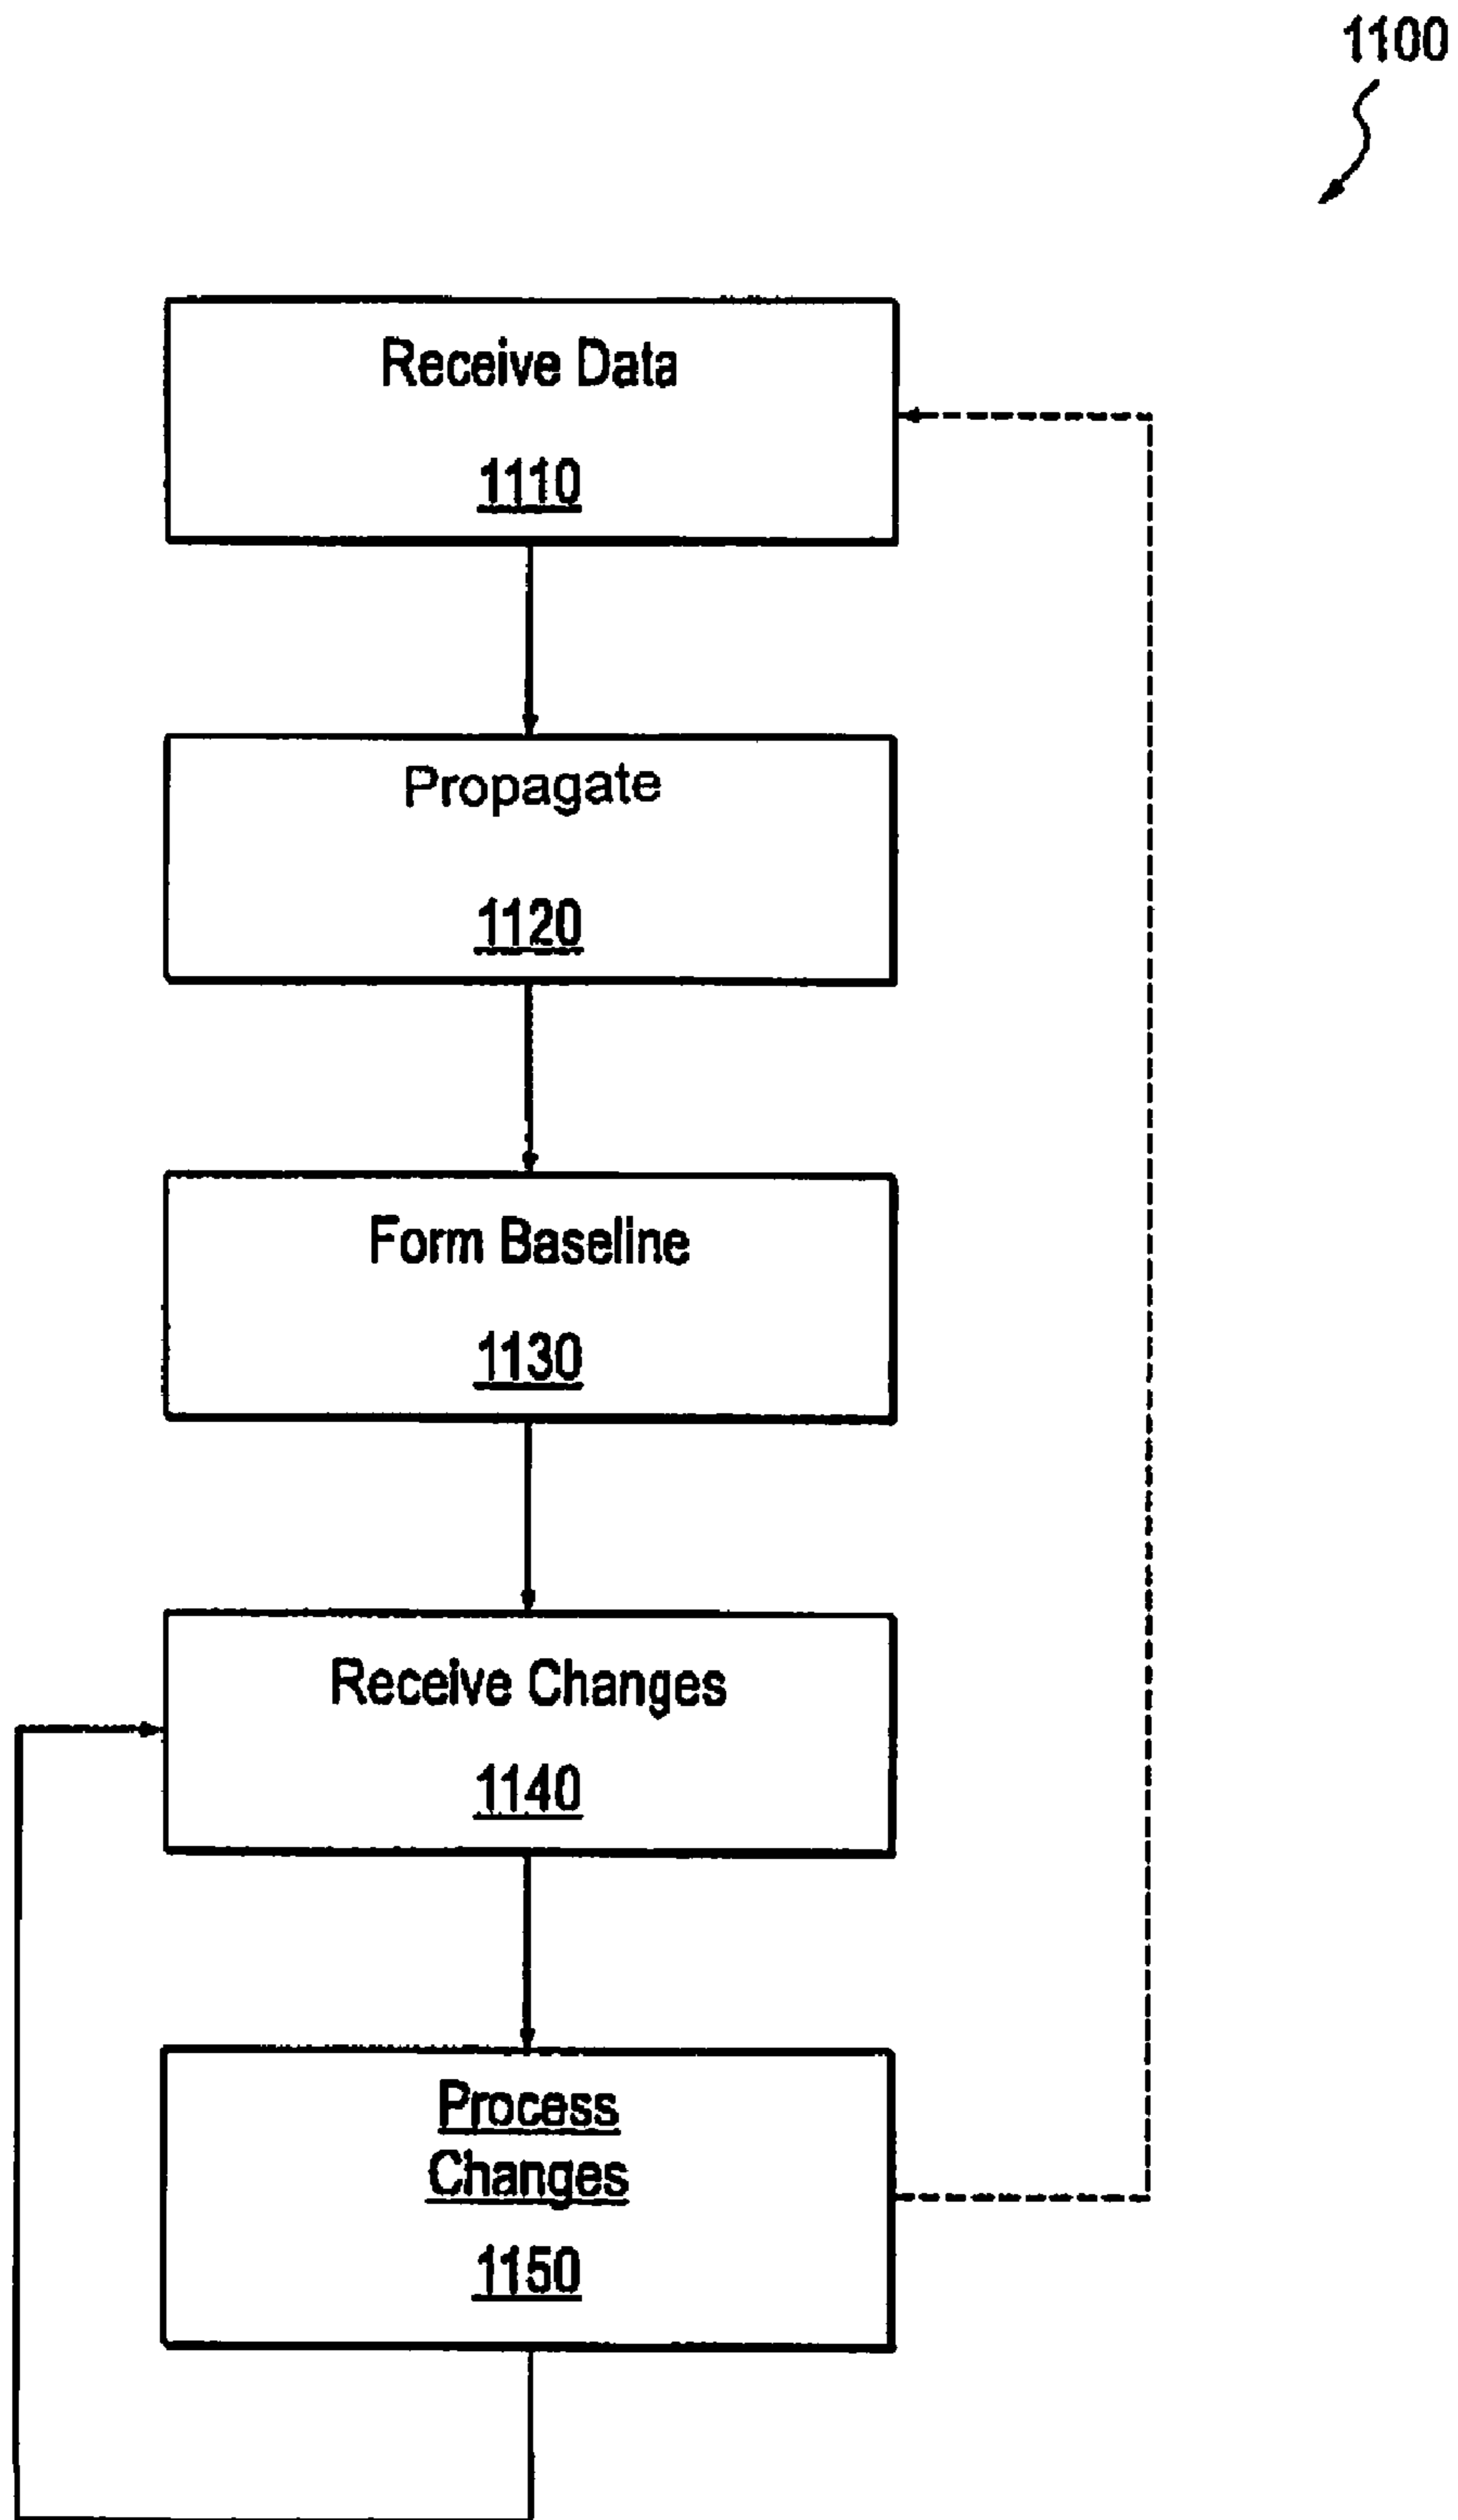 1100
Receive Data
1110
Propagate
1120
Form Baseline
1130
Receive Changes
1140
Process
Changes
1150